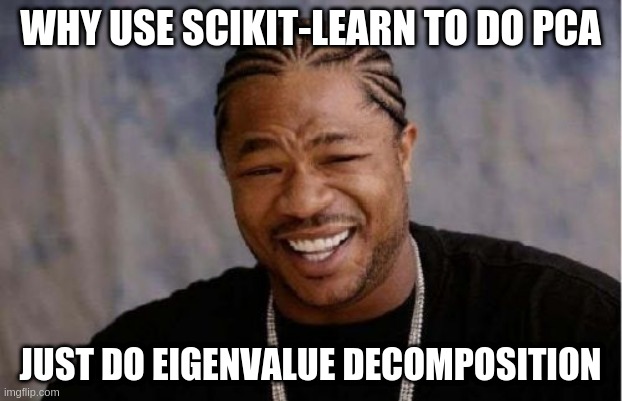 WHY USE SCIKIT-LEARN TO DO PCA
JUST DO EIGENVALUE DECOMPOSITION
imgflip.com